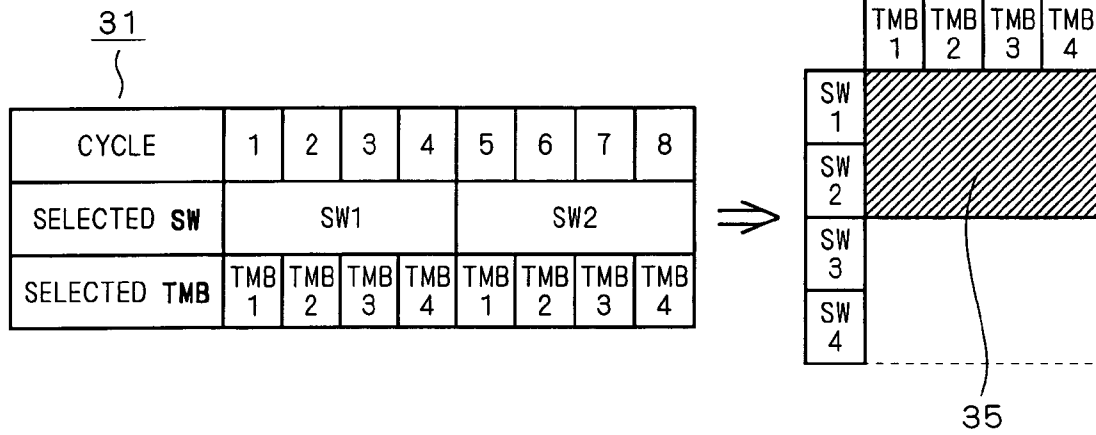 31
CYCLE 1 2 3 4 5 6 7 8
SELECTED SW SW1 SW2
SELECTED TMB TMB 1 TMB 2 TMB 3 TMB 4 TMB 1 TMB 2 TMB 3 TMB 4
TMB 1 TMB 2 TMB 3 TMB 4
SW 1
SW 2
SW 3
SW 4
35